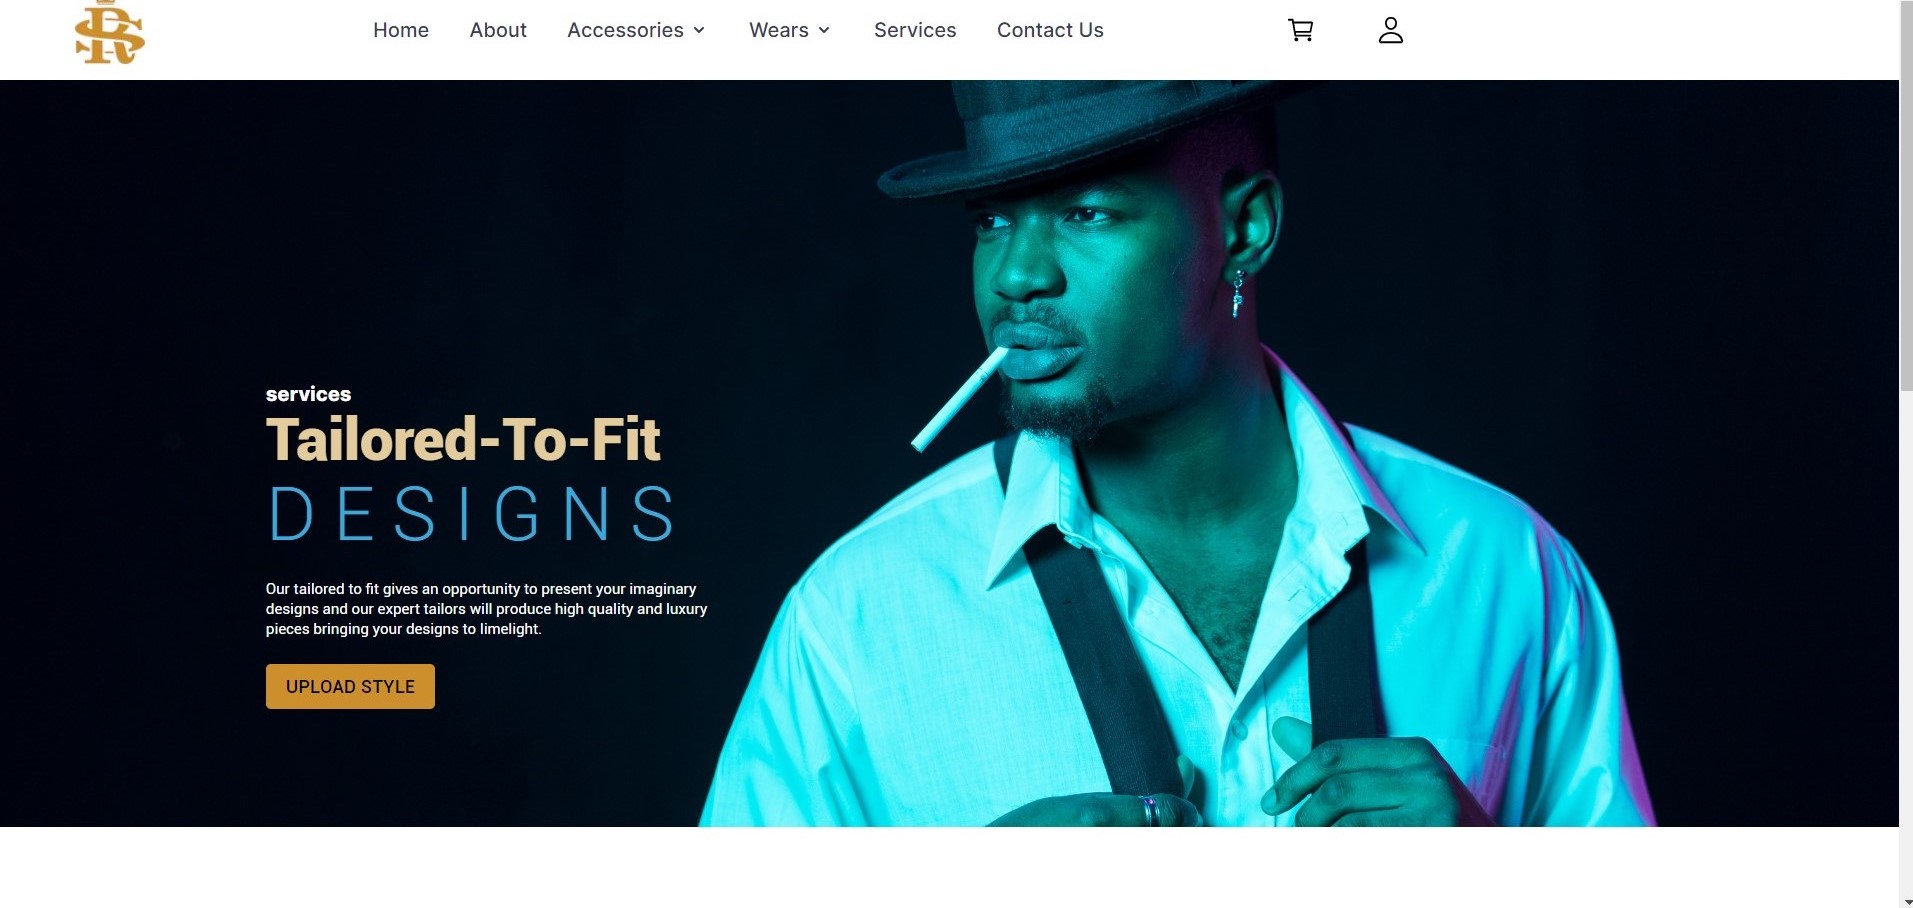 Home About Accessories Wears Services Contact Us
services
Tailored-To-Fit
DESIGNS
Our tailored to fit gives an opportunity to present your imaginary
designs and our expert tailors will produce high quality and luxury
pieces bringing your designs to limelight.
UPLOAD STYLE